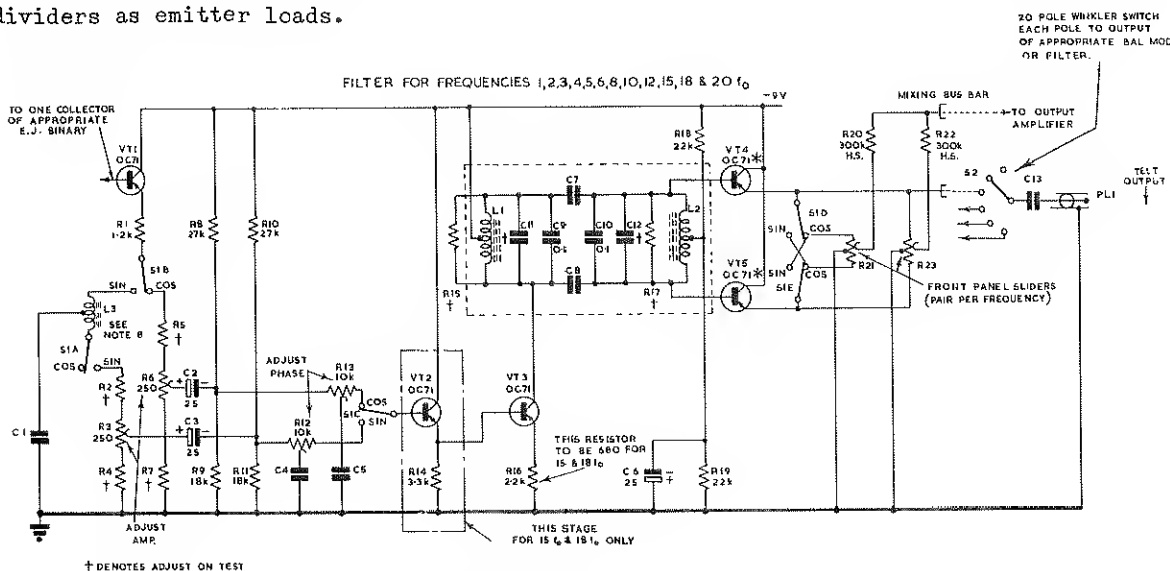 dividers as emitter loads.
20 POLE WINKLER SWITCH
EACH POLE TO OUTPUT
OF APPROPRIATE BAL MOD
OR FILTER.
FILTER FOR FREQUENCIES 1,2,3,4,5,6,8,10,12,15,18 & 20 f₀
-9V
TO ONE COLLECTOR
OF APPROPRIATE
E.J. BINARY
MIXING BUS BAR
TO OUTPUT
AMPLIFIER
VT1
OC71
R1
1·2k
R8
27k
R10
27k
R18
22k
VT4
OC71*
R20
300k
H.S.
R22
300k
H.S.
S2
C13
TEST
OUTPUT
PL1
C7
L1
C11
†
C9
0·1
C10
0·1
C12
†
L2
R15
†
C8
R17
†
VT5
OC71*
S1D
SIN
COS
SIN
COS
S1E
R21
R23
FRONT PANEL SLIDERS
(PAIR PER FREQUENCY)
S1B
SIN
COS
L3
SEE
NOTE 8
S1A
COS
SIN
R5
†
R2
†
R6
250
+
C2
-
25
R3
250
+
C3
-
25
R4
†
R7
†
R9
18k
R11
18k
ADJUST
PHASE
R13
10k
R12
10k
COS
S1C
SIN
C4
C5
VT2
OC71
VT3
OC71
R14
3·3k
R16
2·2k
THIS RESISTOR
TO BE 680 FOR
15 & 18 f₀
C6
25
-
+
R19
22k
C1
ADJUST
AMP.
THIS STAGE
FOR 15 f₀ & 18 f₀ ONLY
† DENOTES ADJUST ON TEST